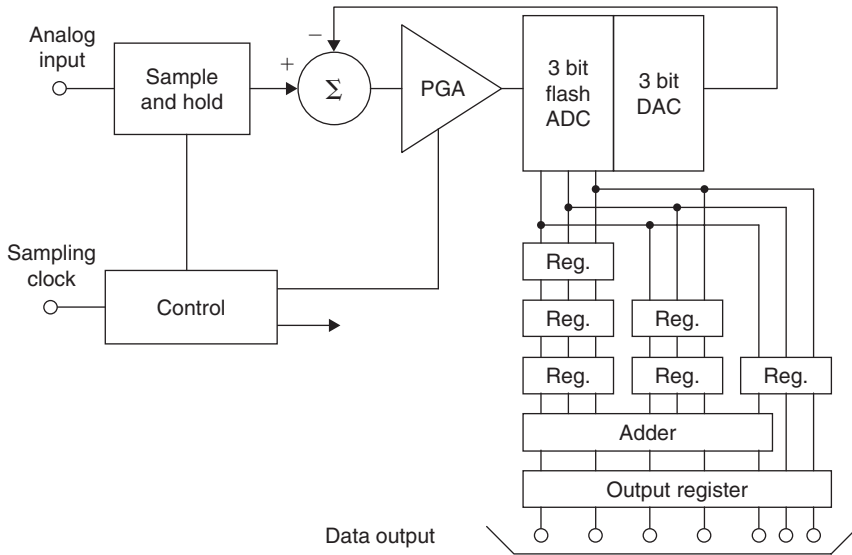 Analog
input
Sample
and hold
+
−
Σ
PGA
3 bit
flash
ADC
3 bit
DAC
Sampling
clock
Control
Reg.
Reg.
Reg.
Reg.
Reg.
Reg.
Adder
Output register
Data output